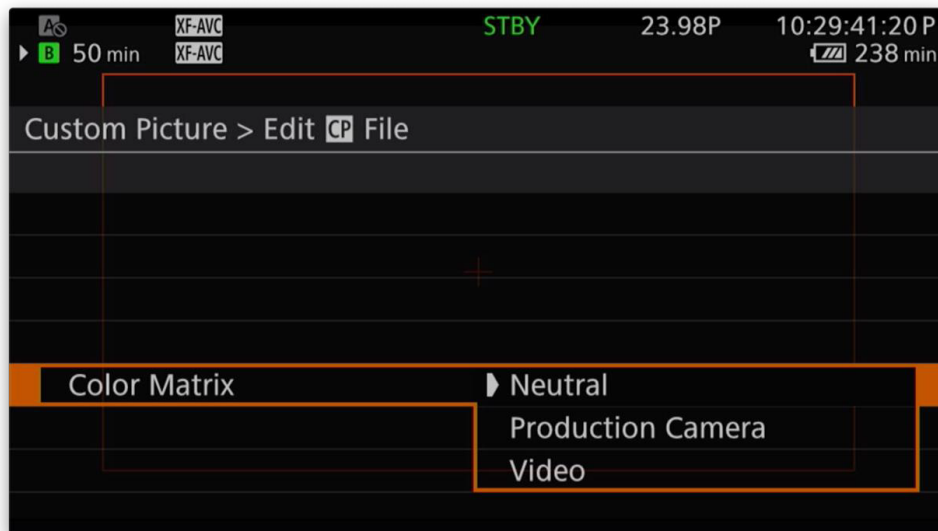 A XF-AVC STBY 23.98P 10:29:41:20 P
B 50 min XF-AVC 238 min
Custom Picture > Edit CP File
Color Matrix Neutral
Production Camera
Video